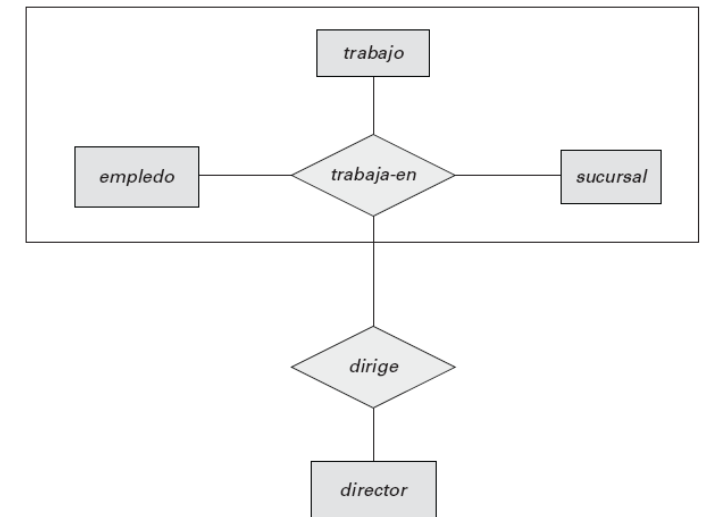 trabajo
empledo
trabaja-en
sucursal
dirige
director